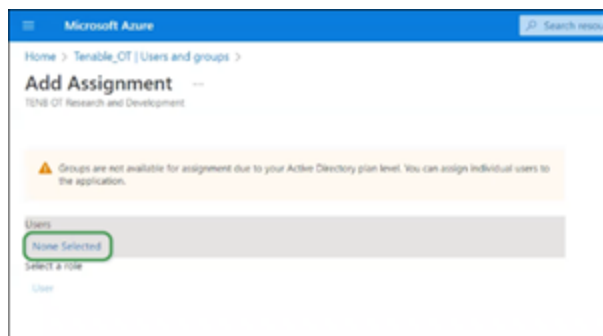 Microsoft Azure
Search resou
Home > Tenable_OT | Users and groups >
Add Assignment ...
TENB OT Research and Development
Groups are not available for assignment due to your Active Directory plan level. You can assign individual users to
the application.
Users
None Selected
Select a role
User